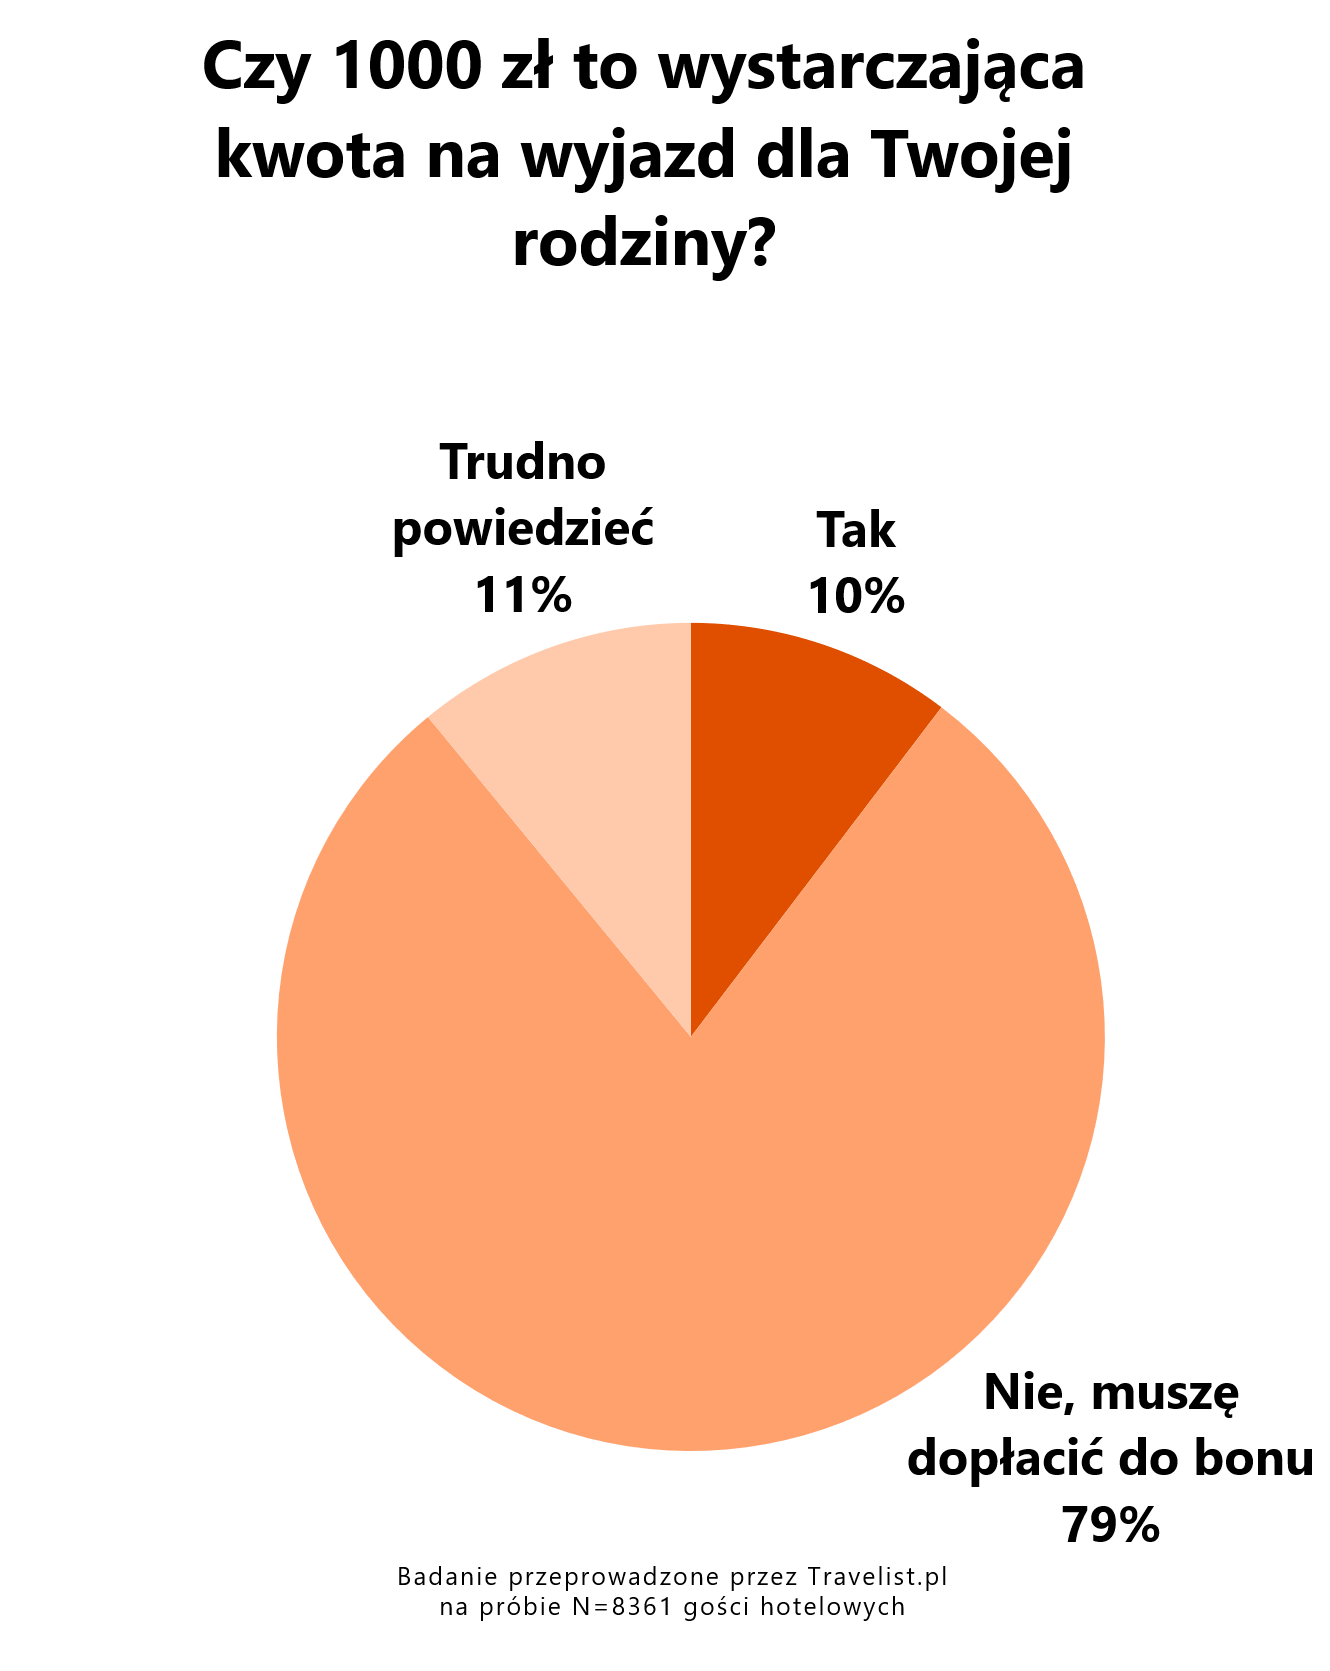 Czy 1000 zł to wystarczająca
kwota na wyjazd dla Twojej
rodziny?
Trudno
powiedzieć
11%
Tak
10%
Nie, muszę
dopłacić do bonu
79%
Badanie przeprowadzone przez Travelist.pl
na próbie N=8361 gości hotelowych